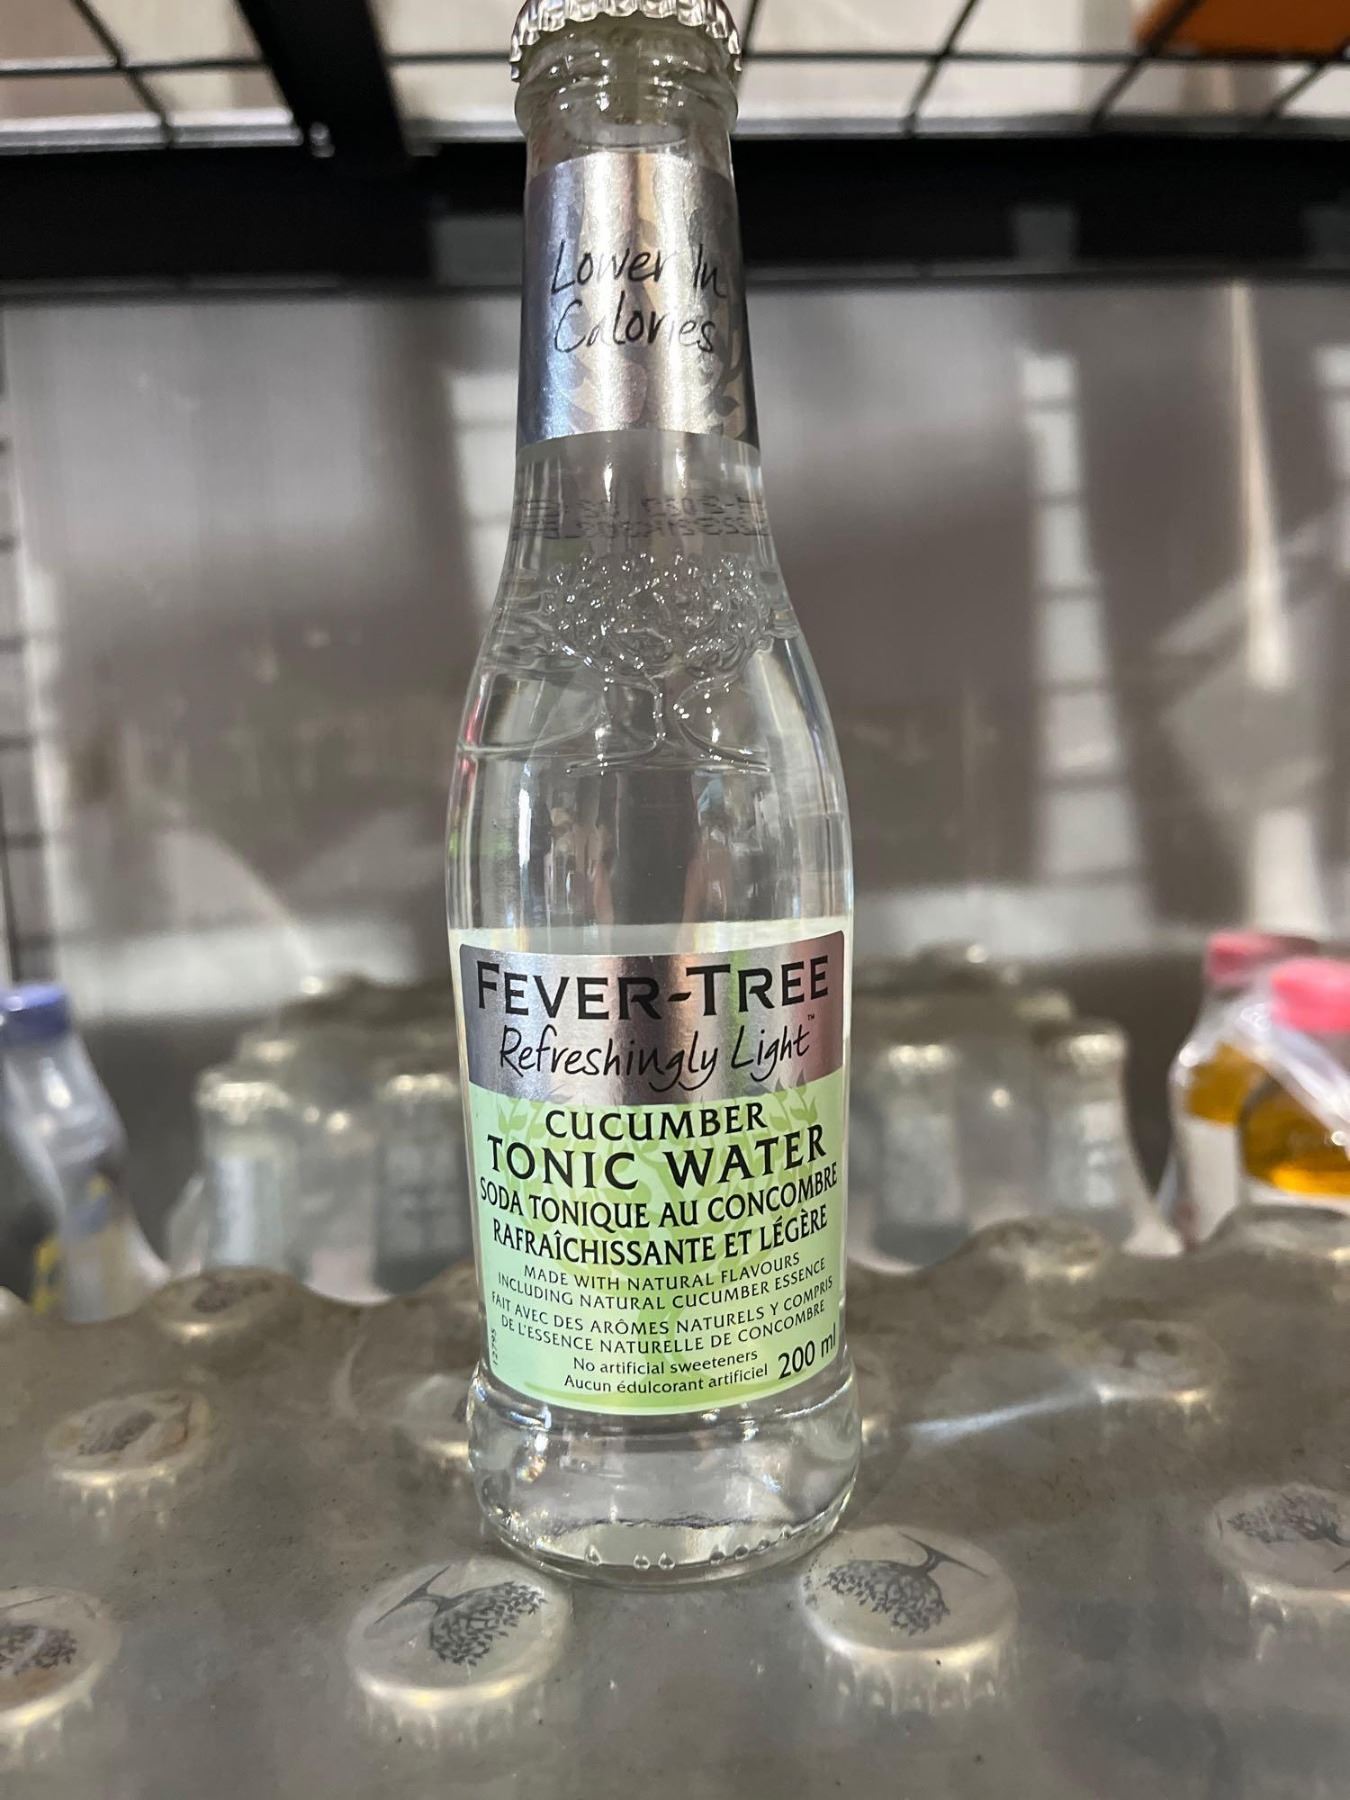 Lower In
Calories
FEVER-TREE
Refreshingly Light™
CUCUMBER
TONIC WATER
SODA TONIQUE AU CONCOMBRE
RAFRAÎCHISSANTE ET LÉGÈRE
MADE WITH NATURAL FLAVOURS
INCLUDING NATURAL CUCUMBER ESSENCE
FAIT AVEC DES ARÔMES NATURELS Y COMPRIS
DE L'ESSENCE NATURELLE DE CONCOMBRE
No artificial sweeteners
Aucun édulcorant artificiel
200 ml
12795